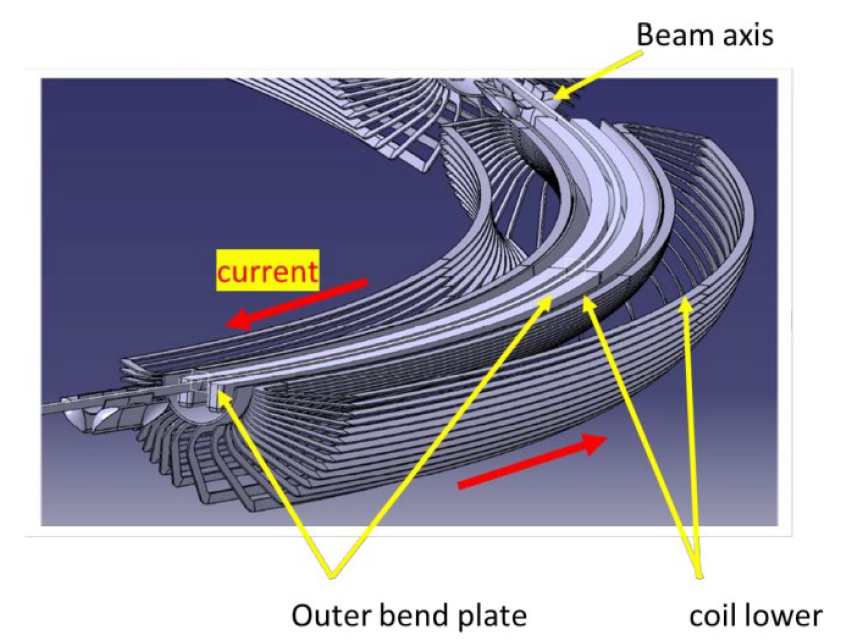 Beam axis
current
Outer bend plate
coil lower